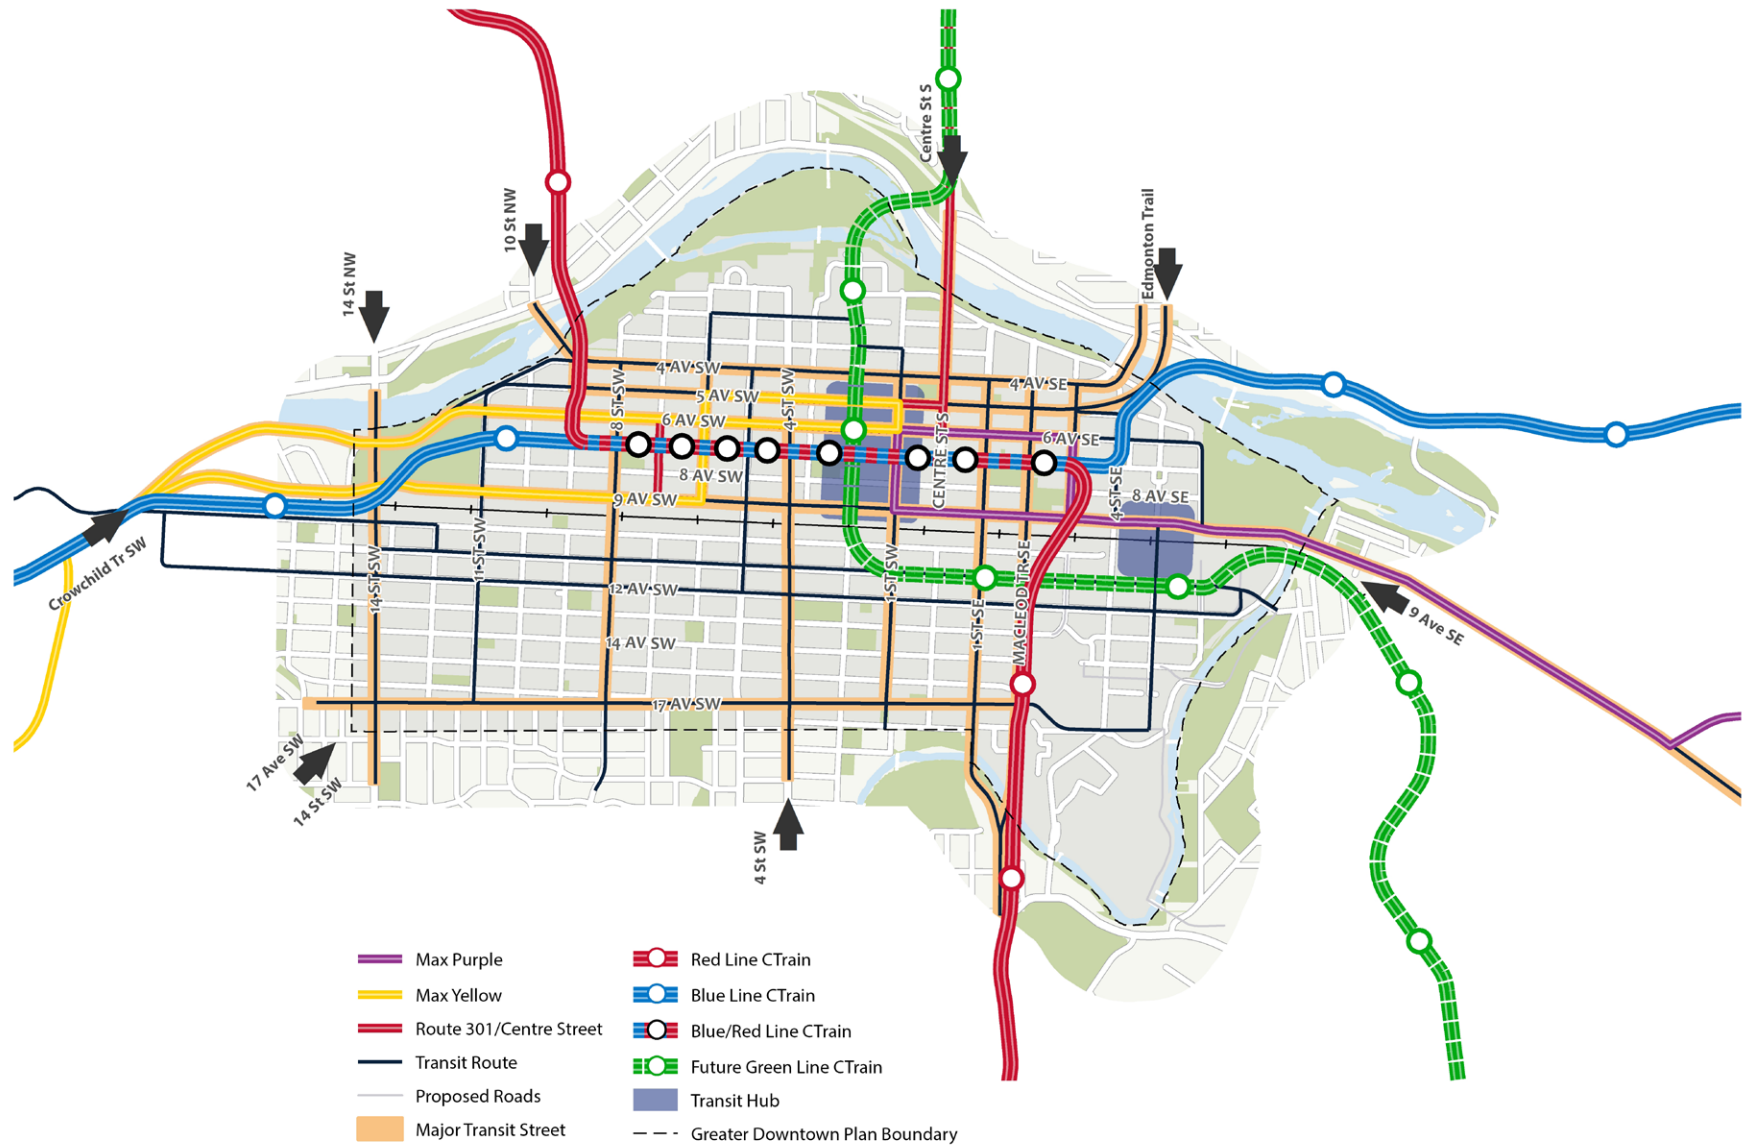 Centre St S
10 St NW
Edmonton Trail
14 St NW
4 AV SW
8 ST SW
4 ST SW
4 AV SE
5 AV SW
6 AV SW
6 AV SE
CENTRE ST S
8 AV SW
4 ST SE
8 AV SE
9 AV SW
Crowchild Tr SW
14 ST SW
11 ST SW
12 AV SW
1 ST SW
1 ST SE
MACLEOD TR SE
9 Ave SE
14 AV SW
17 AV SW
17 Ave SW
14 St SW
4 St SW
Max Purple
Max Yellow
Route 301/Centre Street
Transit Route
Proposed Roads
Major Transit Street
Red Line CTrain
Blue Line CTrain
Blue/Red Line CTrain
Future Green Line CTrain
Transit Hub
Greater Downtown Plan Boundary